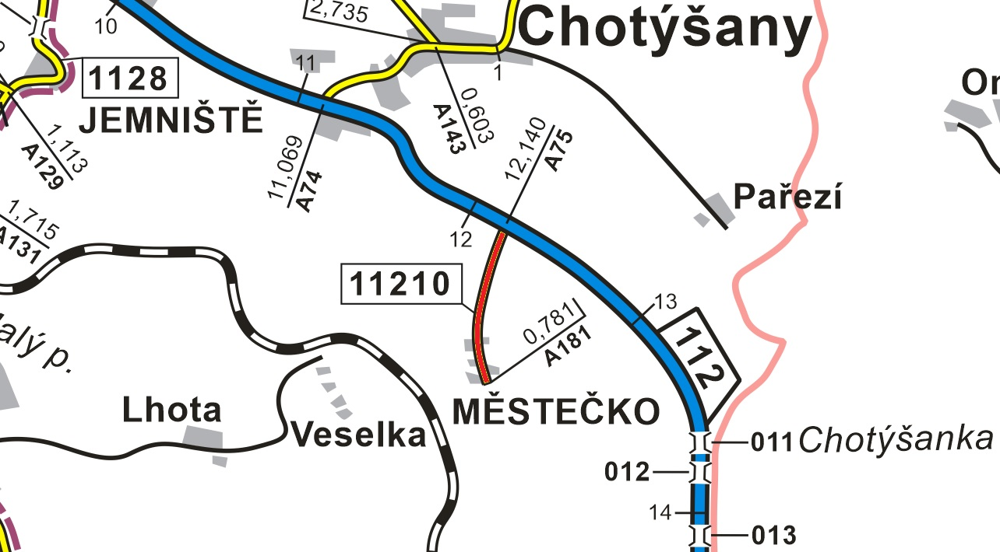 10
2,735
Chotýšany
1128
11
1
JEMNIŠTĚ
0,603
A143
1,113
A129
11,069
A74
12,140
A75
Pařezí
1,715
A131
12
11210
13
0,781
A181
112
alý p.
Lhota
Veselka
MĚSTEČKO
011 Chotýšanka
012
14
013